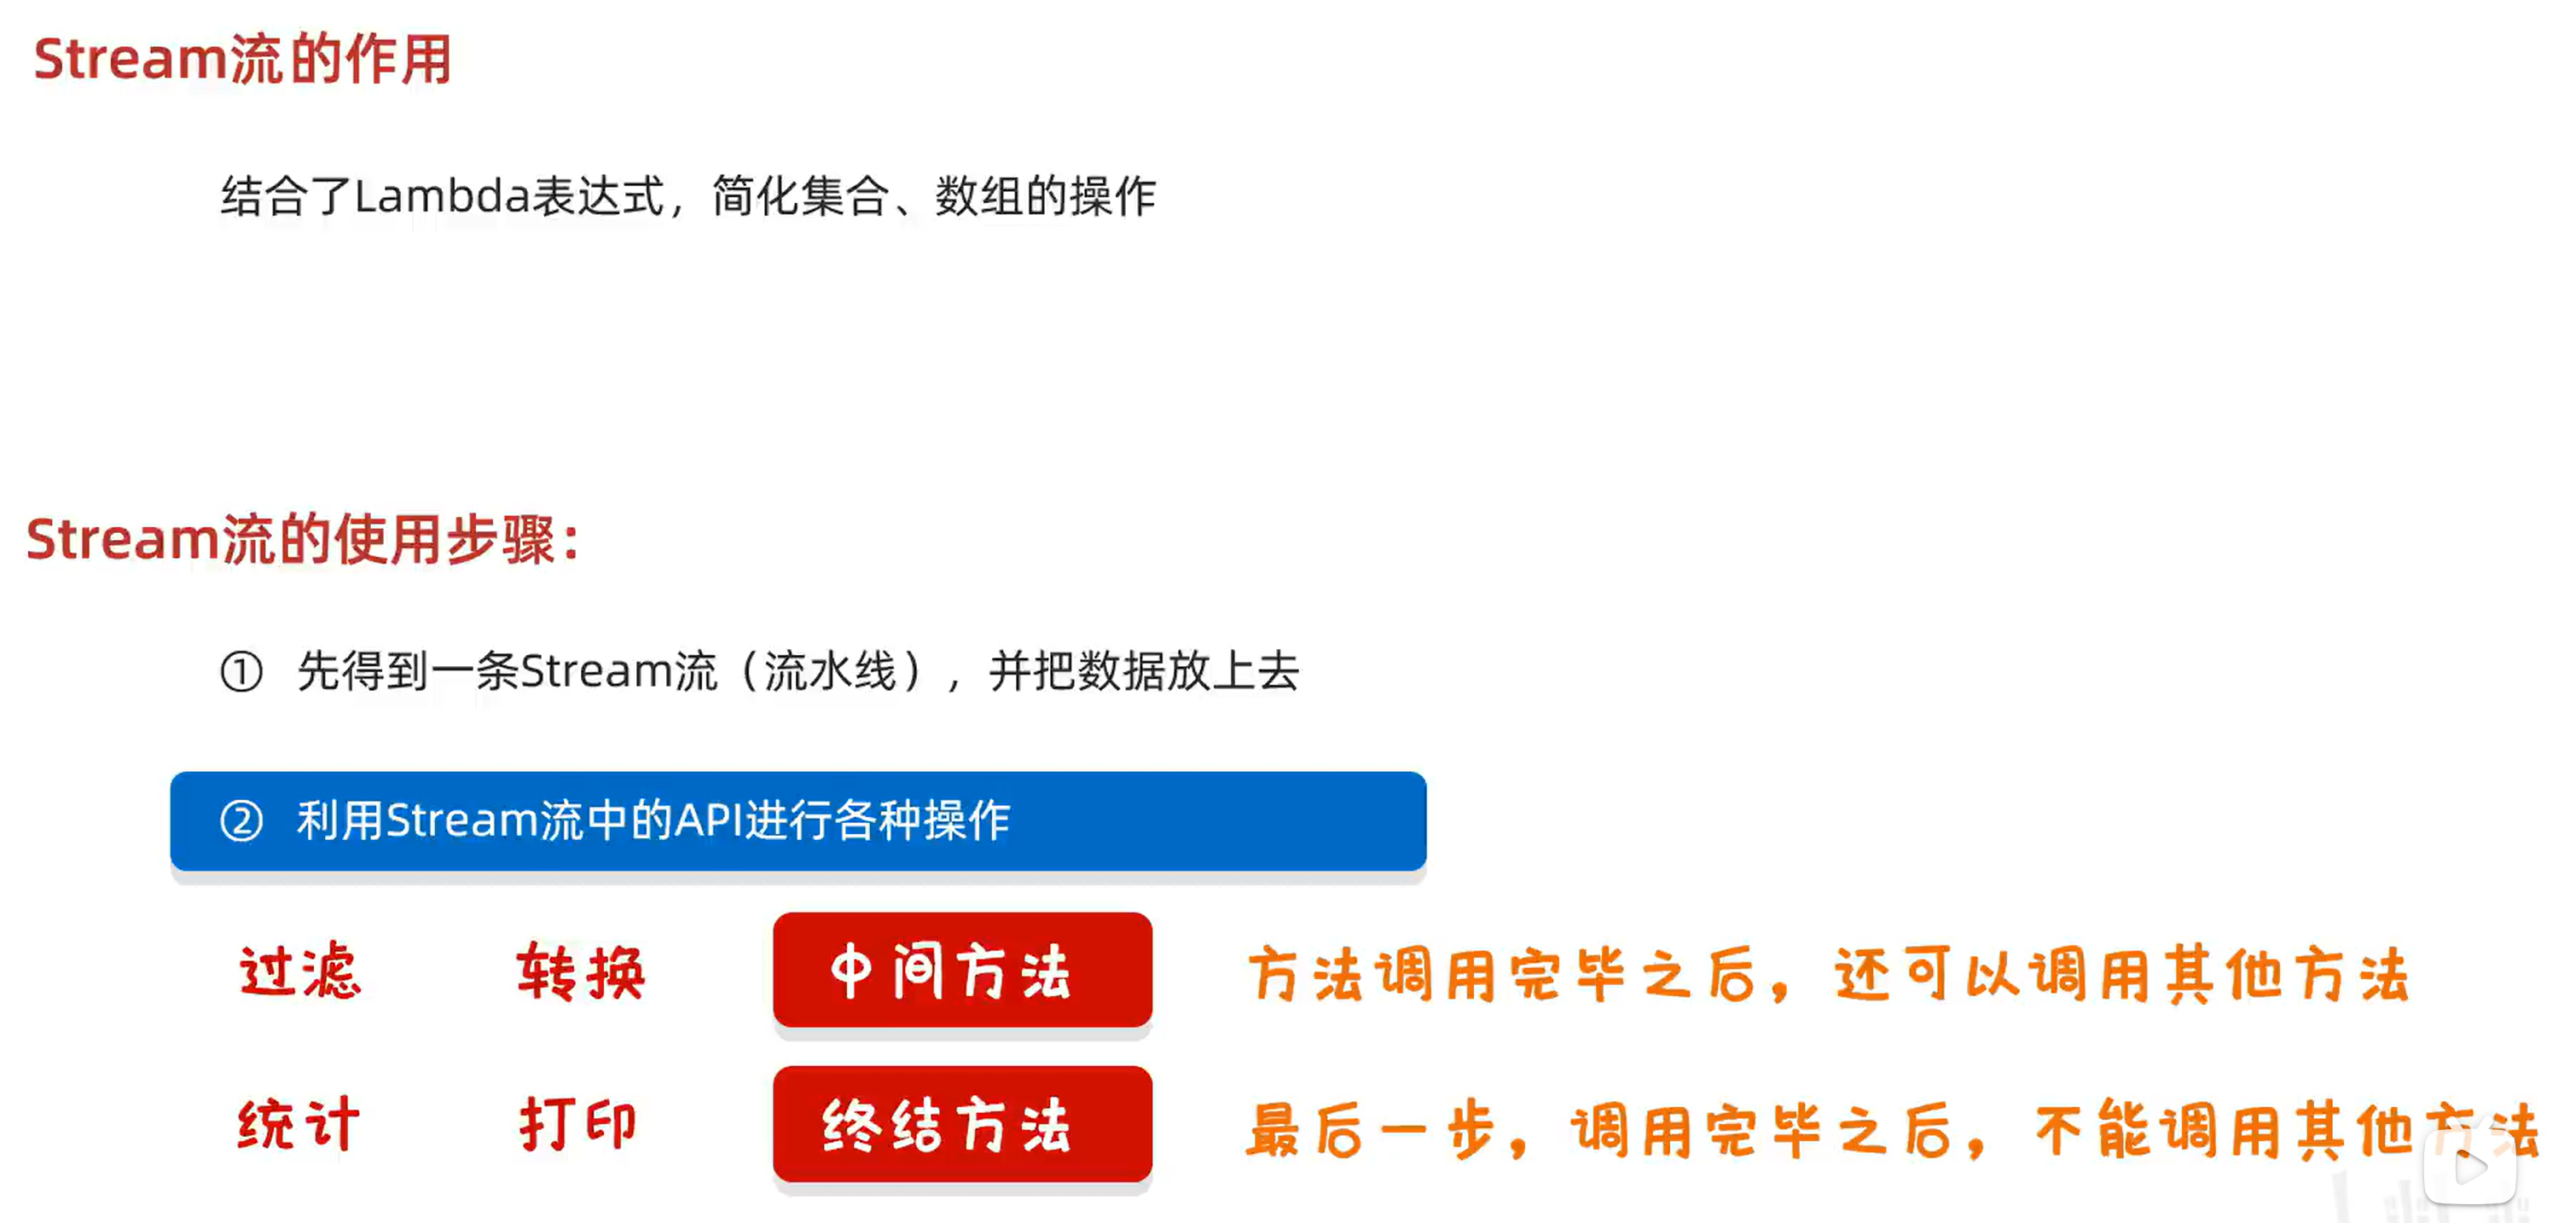 Stream流的作用
结合了Lambda表达式，简化集合、数组的操作
Stream流的使用步骤：
① 先得到一条Stream流（流水线），并把数据放上去
② 利用Stream流中的API进行各种操作
过滤 转换 中间方法 方法调用完毕之后，还可以调用其他方法
统计 打印 终结方法 最后一步，调用完毕之后，不能调用其他方法